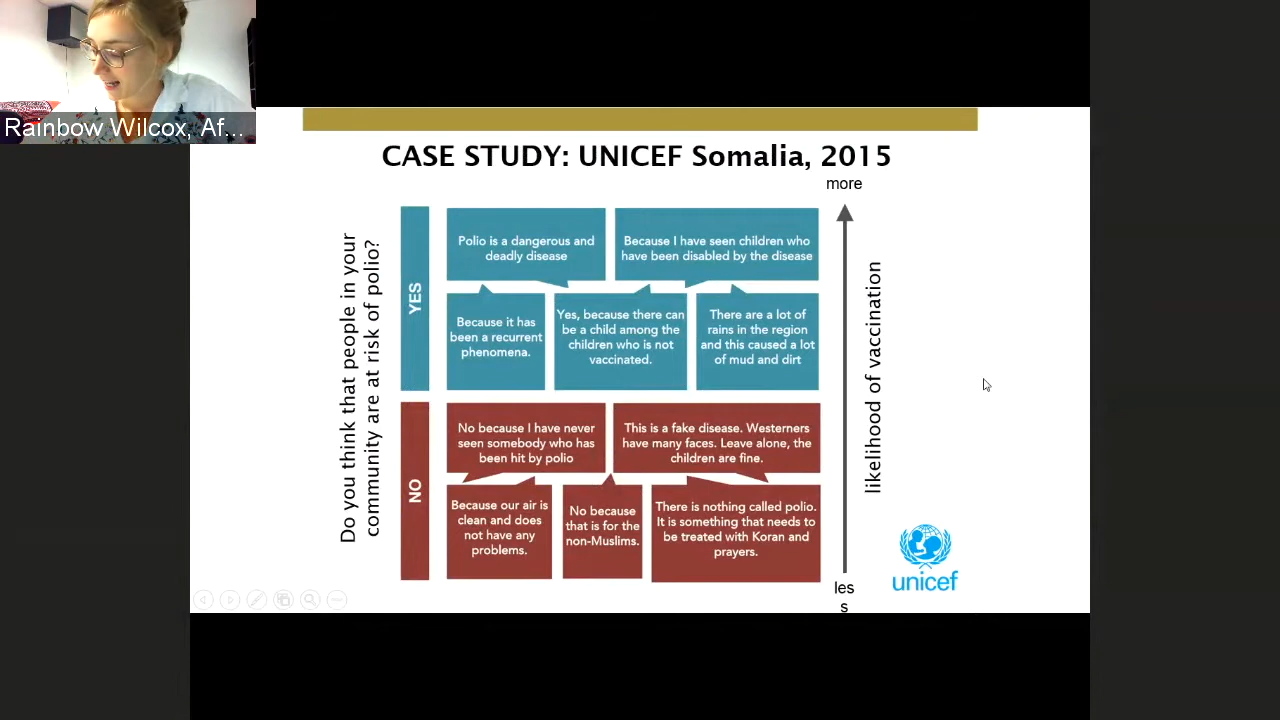 Rainbow Wilcox, Af...
CASE STUDY: UNICEF Somalia, 2015
more
Do you think that people in your
community are at risk of polio?
YES
Polio is a dangerous and
deadly disease
Because I have seen children who
have been disabled by the disease
Because it has
been a recurrent
phenomena.
Yes, because there can
be a child among the
children who is not
vaccinated.
There are a lot of
rains in the region
and this caused a lot
of mud and dirt
likelihood of vaccination
NO
No because I have never
seen somebody who has
been hit by polio
This is a fake disease. Westerners
have many faces. Leave alone, the
children are fine.
Because our air is
clean and does
not have any
problems.
No because
that is for the
non-Muslims.
There is nothing called polio.
It is something that needs to
be treated with Koran and
prayers.
les
s
unicef